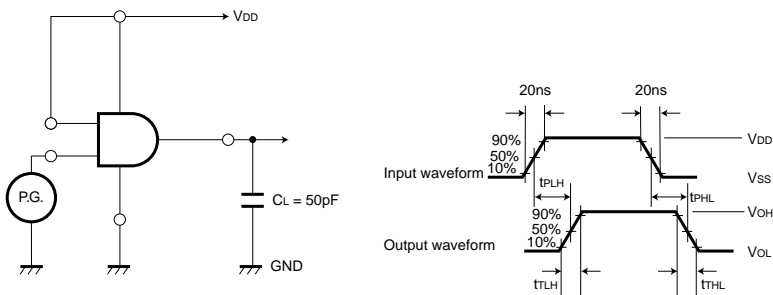 VDD
P.G.
CL = 50pF
GND
20ns 20ns
90%
50%
10%
Input waveform
VDD
VSS
tPLH
tPHL
90%
50%
10%
Output waveform
VOH
VOL
tTLH
tTHL